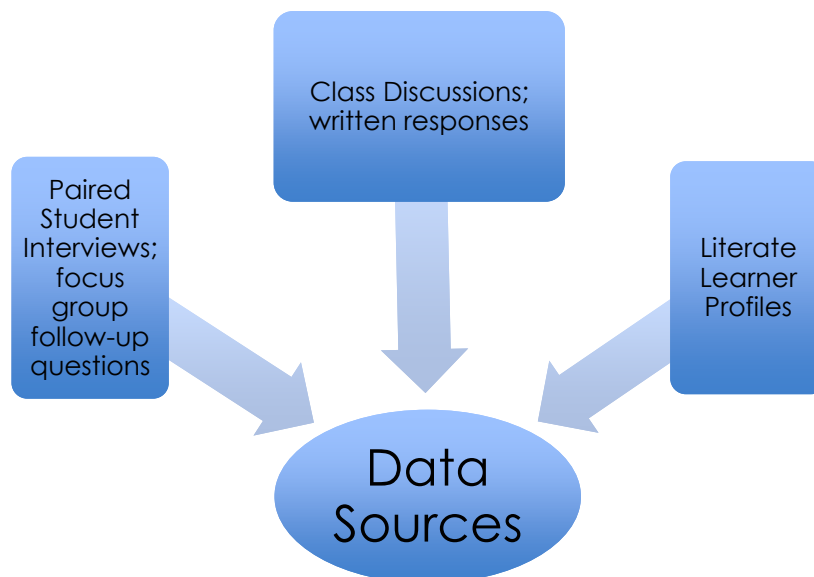 Class Discussions;
written responses
Paired
Student
Interviews;
focus
group
follow-up
questions
Literate
Learner
Profiles
Data
Sources